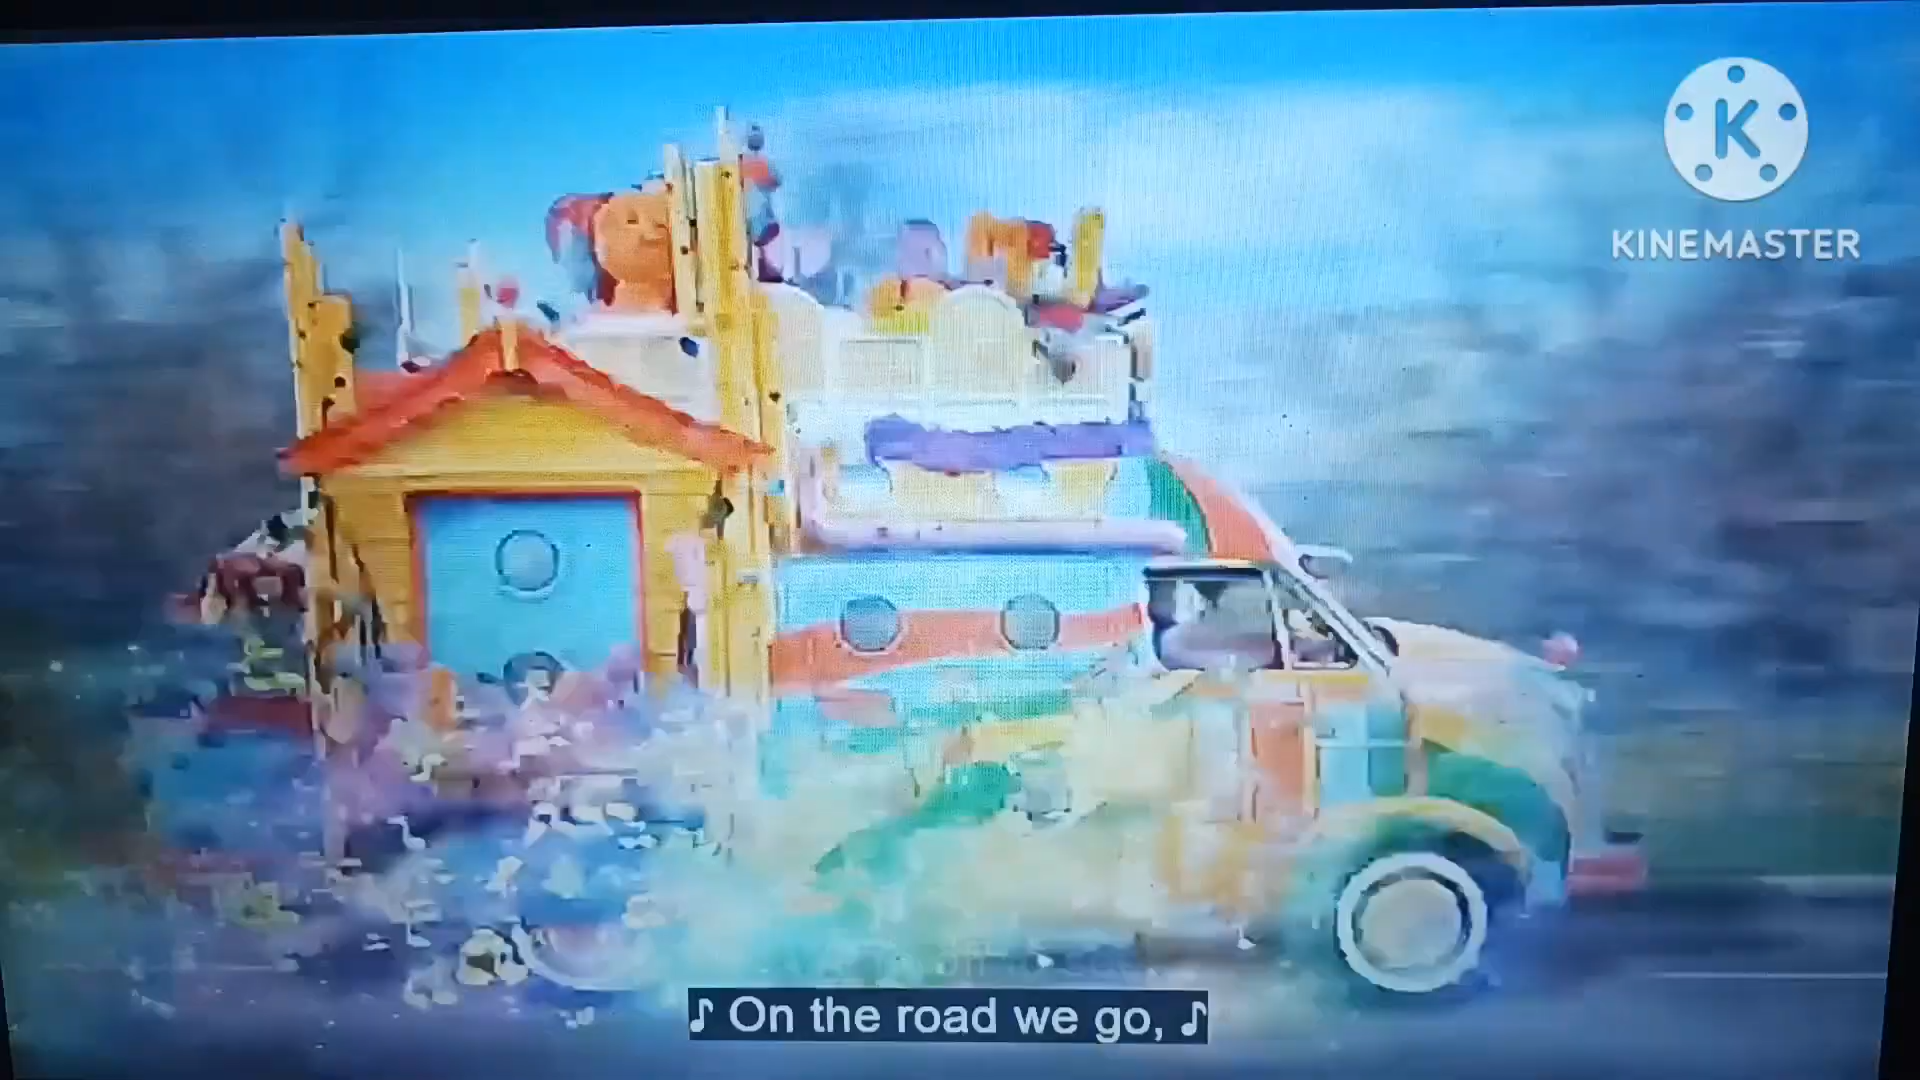 K
KINEMASTER
♪ On the road we go, ♪